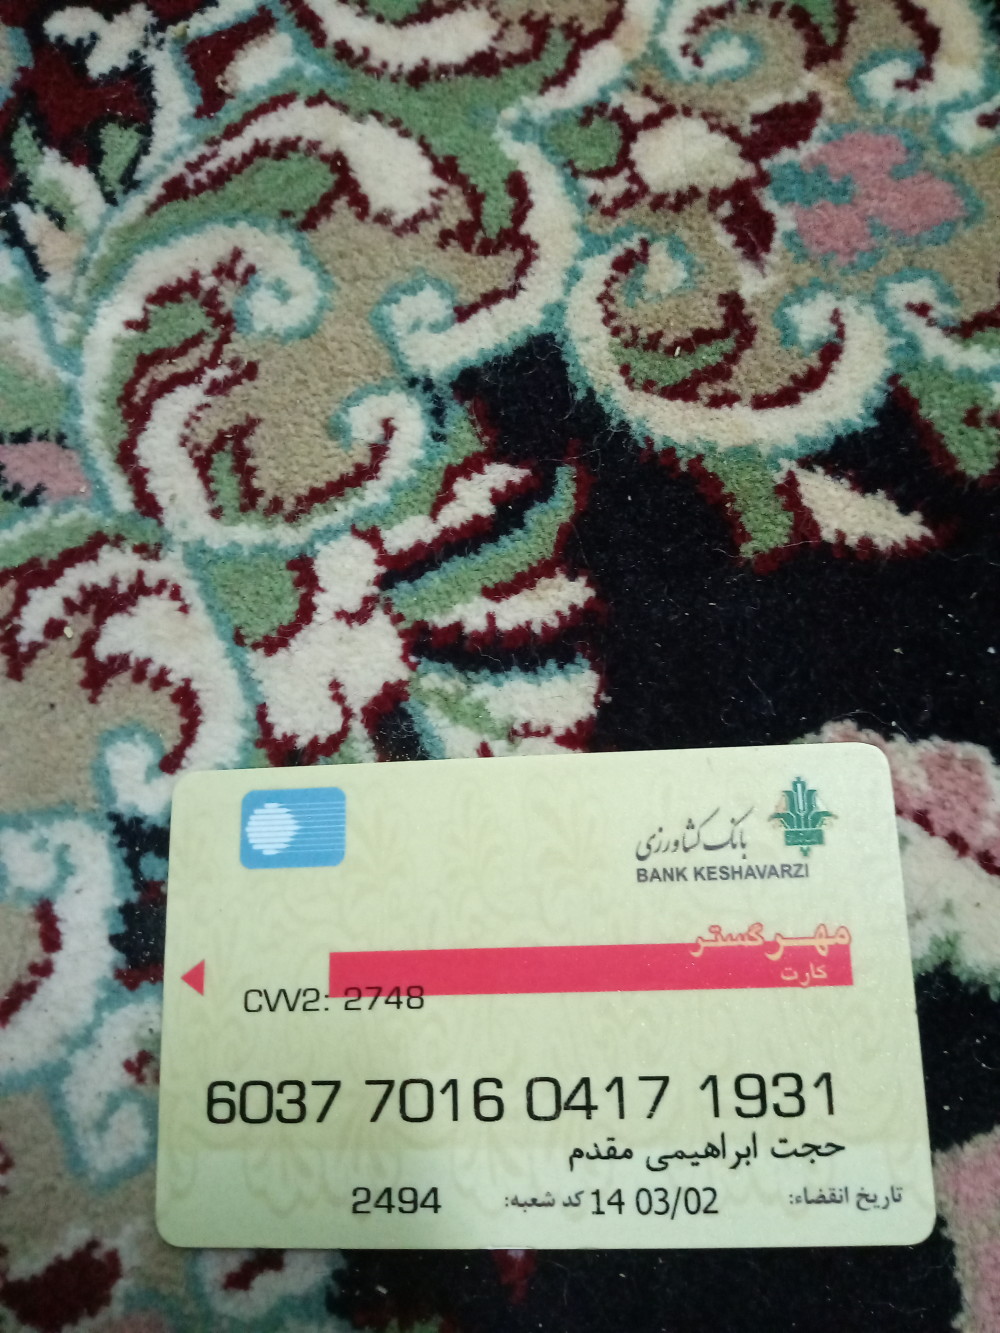 بانک کشاورزی
BANK KESHAVARZI
مهر گستر
کارت
CVV2: 2748
6037 7016 0417 1931
حجت ابراهیمی مقدم
تاریخ انقضاء: 14 03/02 کد شعبه: 2494